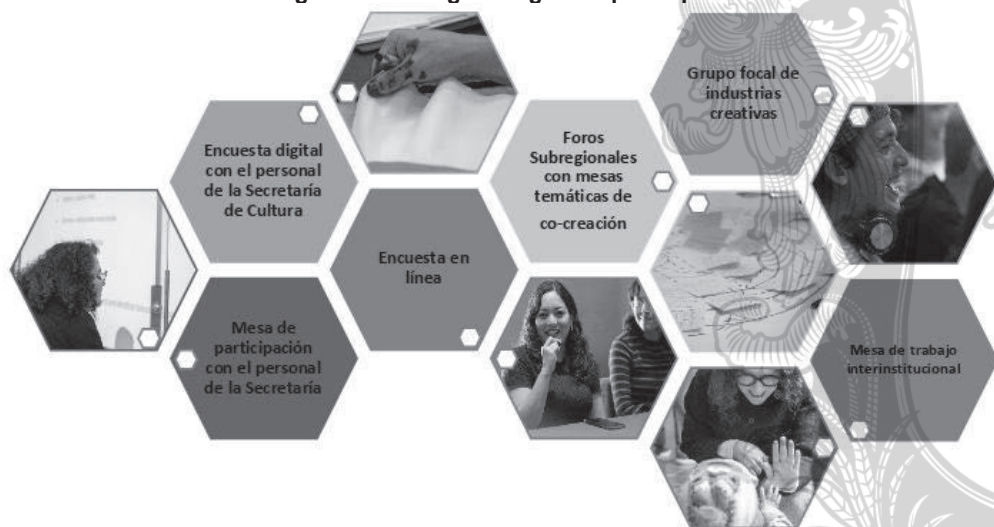 Grupo focal de
industrias
creativas
Encuesta digital
con el personal
de la Secretaría
de Cultura
Foros
Subregionales
con mesas
temáticas de
co-creación
Encuesta en
línea
Mesa de
participación
con el personal
de la Secretaría
Mesa de trabajo
interinstitucional